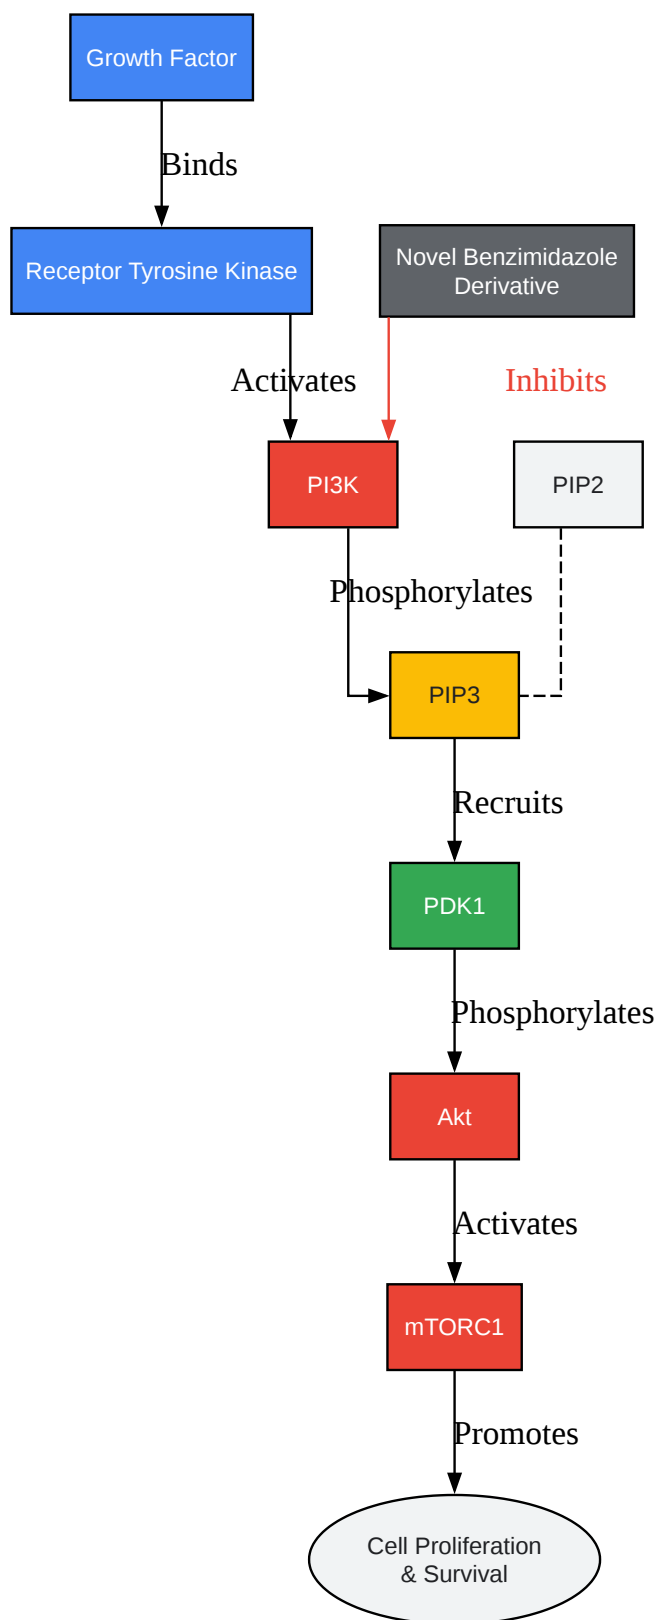 Growth Factor
Binds
Receptor Tyrosine Kinase
Novel Benzimidazole
Derivative
Activates
Inhibits
PI3K
PIP2
Phosphorylates
PIP3
Recruits
PDK1
Phosphorylates
Akt
Activates
mTORC1
Promotes
Cell Proliferation
& Survival